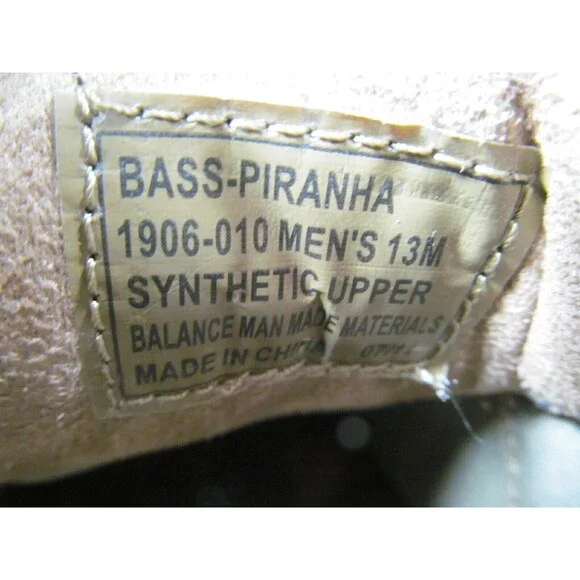 BASS-PIRANHA
1906-010 MEN'S 13M
SYNTHETIC UPPER
BALANCE MAN MADE MATERIALS
MADE IN CHINA